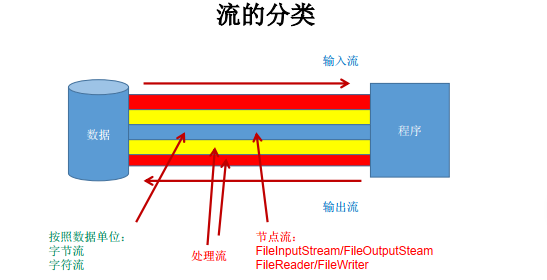 流的分类
输入流
数据
程序
输出流
按照数据单位:
字节流
字符流
处理流
节点流:
FileInputStream/FileOutputSteam
FileReader/FileWriter